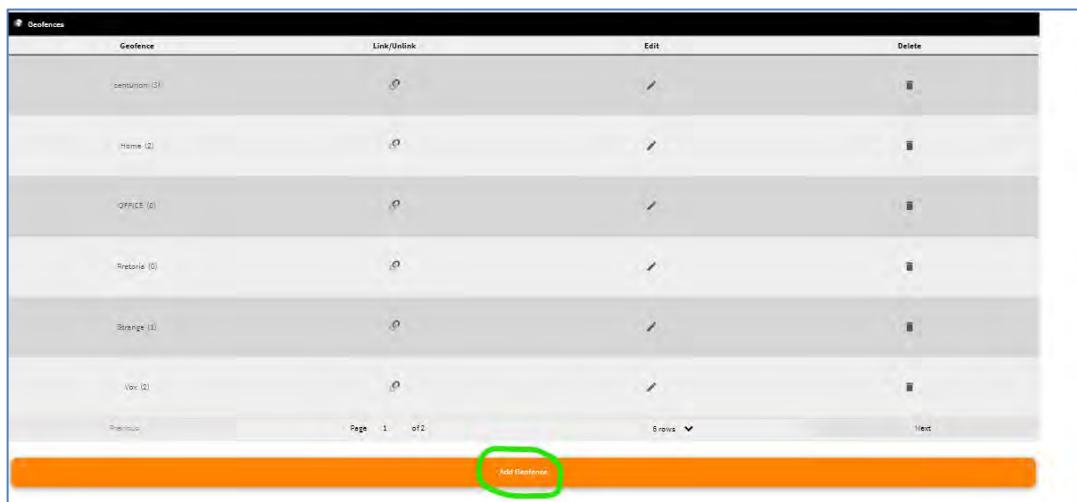 Geofences
Geofence Link/Unlink Edit Delete
centurion (3)
Home (2)
OFFICE (0)
Pretoria (0)
Strange (1)
Vox (2)
Previous Page 1 of 2 6 rows Next
Add Geofence